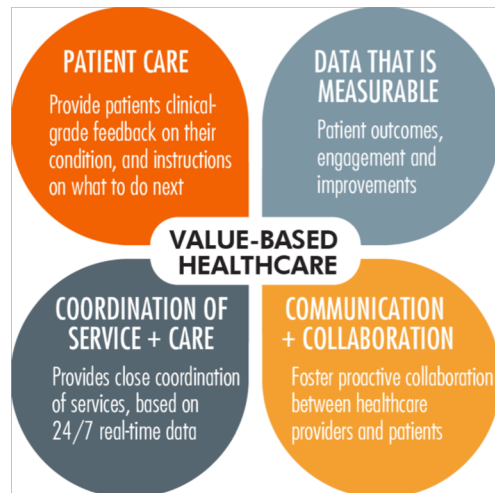 PATIENT CARE
Provide patients clinical-
grade feedback on their
condition, and instructions
on what to do next
DATA THAT IS
MEASURABLE
Patient outcomes,
engagement and
improvements
VALUE-BASED
HEALTHCARE
COORDINATION OF
SERVICE + CARE
Provides close coordination
of services, based on
24/7 real-time data
COMMUNICATION
+ COLLABORATION
Foster proactive collaboration
between healthcare
providers and patients